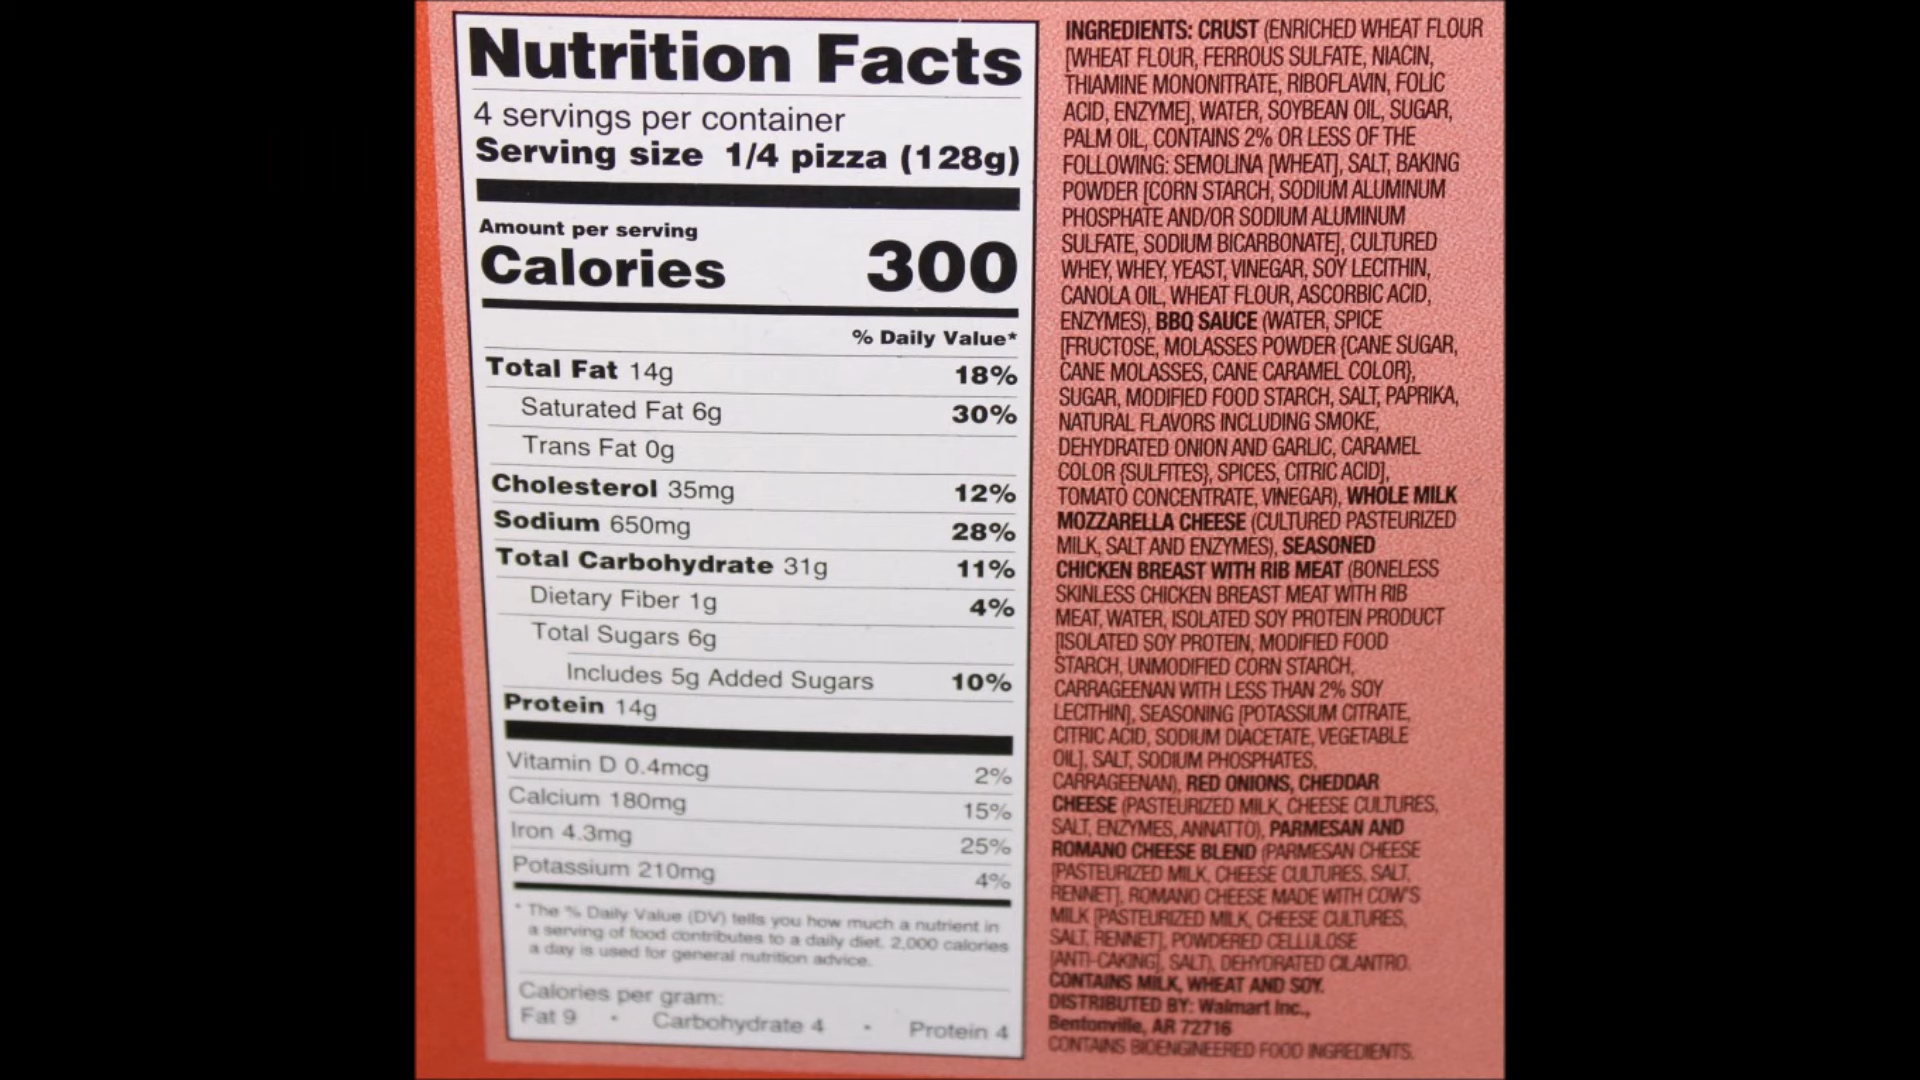 Nutrition Facts
4 servings per container
Serving size 1/4 pizza (128g)
Amount per serving
Calories 300
% Daily Value*
Total Fat 14g 18%
Saturated Fat 6g 30%
Trans Fat 0g
Cholesterol 35mg 12%
Sodium 650mg 28%
Total Carbohydrate 31g 11%
Dietary Fiber 1g 4%
Total Sugars 6g
Includes 5g Added Sugars 10%
Protein 14g
Vitamin D 0.4mcg 2%
Calcium 180mg 15%
Iron 4.3mg 25%
Potassium 210mg 4%
* The % Daily Value (DV) tells you how much a nutrient in
a serving of food contributes to a daily diet. 2,000 calories
a day is used for general nutrition advice.
Calories per gram:
Fat 9 • Carbohydrate 4 • Protein 4
INGREDIENTS: CRUST (ENRICHED WHEAT FLOUR
[WHEAT FLOUR, FERROUS SULFATE, NIACIN,
THIAMINE MONONITRATE, RIBOFLAVIN, FOLIC
ACID, ENZYME], WATER, SOYBEAN OIL, SUGAR,
PALM OIL, CONTAINS 2% OR LESS OF THE
FOLLOWING: SEMOLINA [WHEAT], SALT, BAKING
POWDER [CORN STARCH, SODIUM ALUMINUM
PHOSPHATE AND/OR SODIUM ALUMINUM
SULFATE, SODIUM BICARBONATE], CULTURED
WHEY, WHEY, YEAST, VINEGAR, SOY LECITHIN,
CANOLA OIL, WHEAT FLOUR, ASCORBIC ACID,
ENZYMES), BBQ SAUCE (WATER, SPICE
[FRUCTOSE, MOLASSES POWDER {CANE SUGAR,
CANE MOLASSES, CANE CARAMEL COLOR},
SUGAR, MODIFIED FOOD STARCH, SALT, PAPRIKA,
NATURAL FLAVORS INCLUDING SMOKE,
DEHYDRATED ONION AND GARLIC, CARAMEL
COLOR {SULFITES}, SPICES, CITRIC ACID],
TOMATO CONCENTRATE, VINEGAR), WHOLE MILK
MOZZARELLA CHEESE (CULTURED PASTEURIZED
MILK, SALT AND ENZYMES), SEASONED
CHICKEN BREAST WITH RIB MEAT (BONELESS
SKINLESS CHICKEN BREAST MEAT WITH RIB
MEAT, WATER, ISOLATED SOY PROTEIN PRODUCT
[ISOLATED SOY PROTEIN, MODIFIED FOOD
STARCH, UNMODIFIED CORN STARCH,
CARRAGEENAN WITH LESS THAN 2% SOY
LECITHIN], SEASONING [POTASSIUM CITRATE,
CITRIC ACID, SODIUM DIACETATE, VEGETABLE
OIL], SALT, SODIUM PHOSPHATES,
CARRAGEENAN), RED ONIONS, CHEDDAR
CHEESE (PASTEURIZED MILK, CHEESE CULTURES,
SALT, ENZYMES, ANNATTO), PARMESAN AND
ROMANO CHEESE BLEND (PARMESAN CHEESE
[PASTEURIZED MILK, CHEESE CULTURES, SALT,
RENNET], ROMANO CHEESE MADE WITH COW'S
MILK [PASTEURIZED MILK, CHEESE CULTURES,
SALT, RENNET], POWDERED CELLULOSE
[ANTI-CAKING], SALT), DEHYDRATED CILANTRO.
CONTAINS MILK, WHEAT AND SOY.
DISTRIBUTED BY: Walmart Inc.,
Bentonville, AR 72716
CONTAINS BIOENGINEERED FOOD INGREDIENTS.